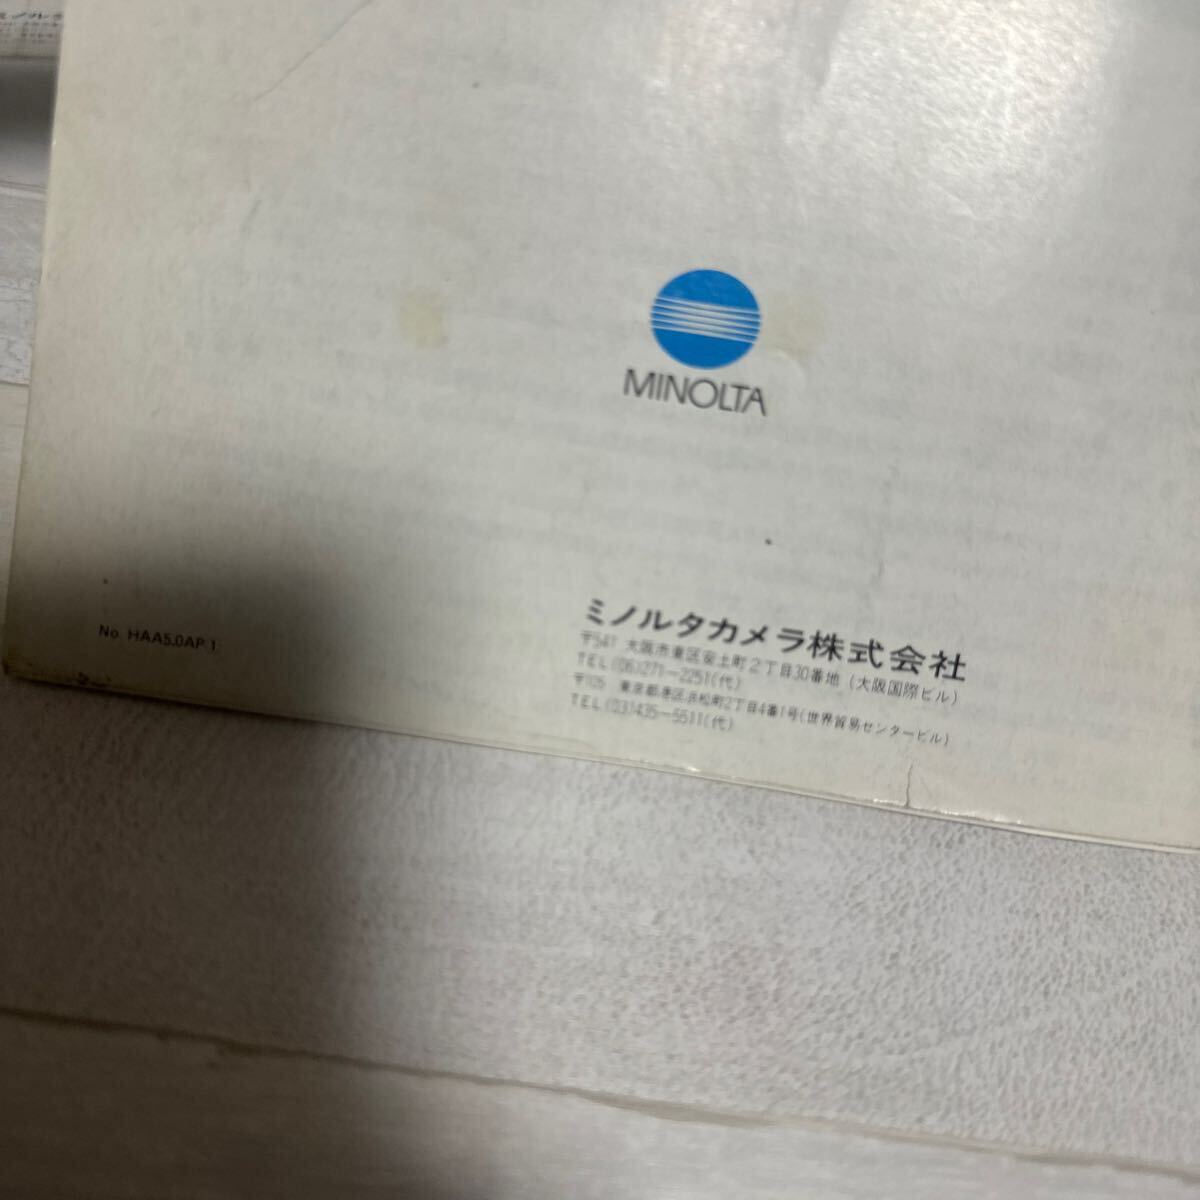 MINOLTA
ミノルタカメラ株式会社
〒541 大阪市東区安土町2丁目30番地(大阪国際ビル)
TEL(06)271-2251(代)
〒105 東京都港区浜松町2丁目4番1号(世界貿易センタービル)
TEL(03)435-5511(代)
No. HAA5.0AP 1